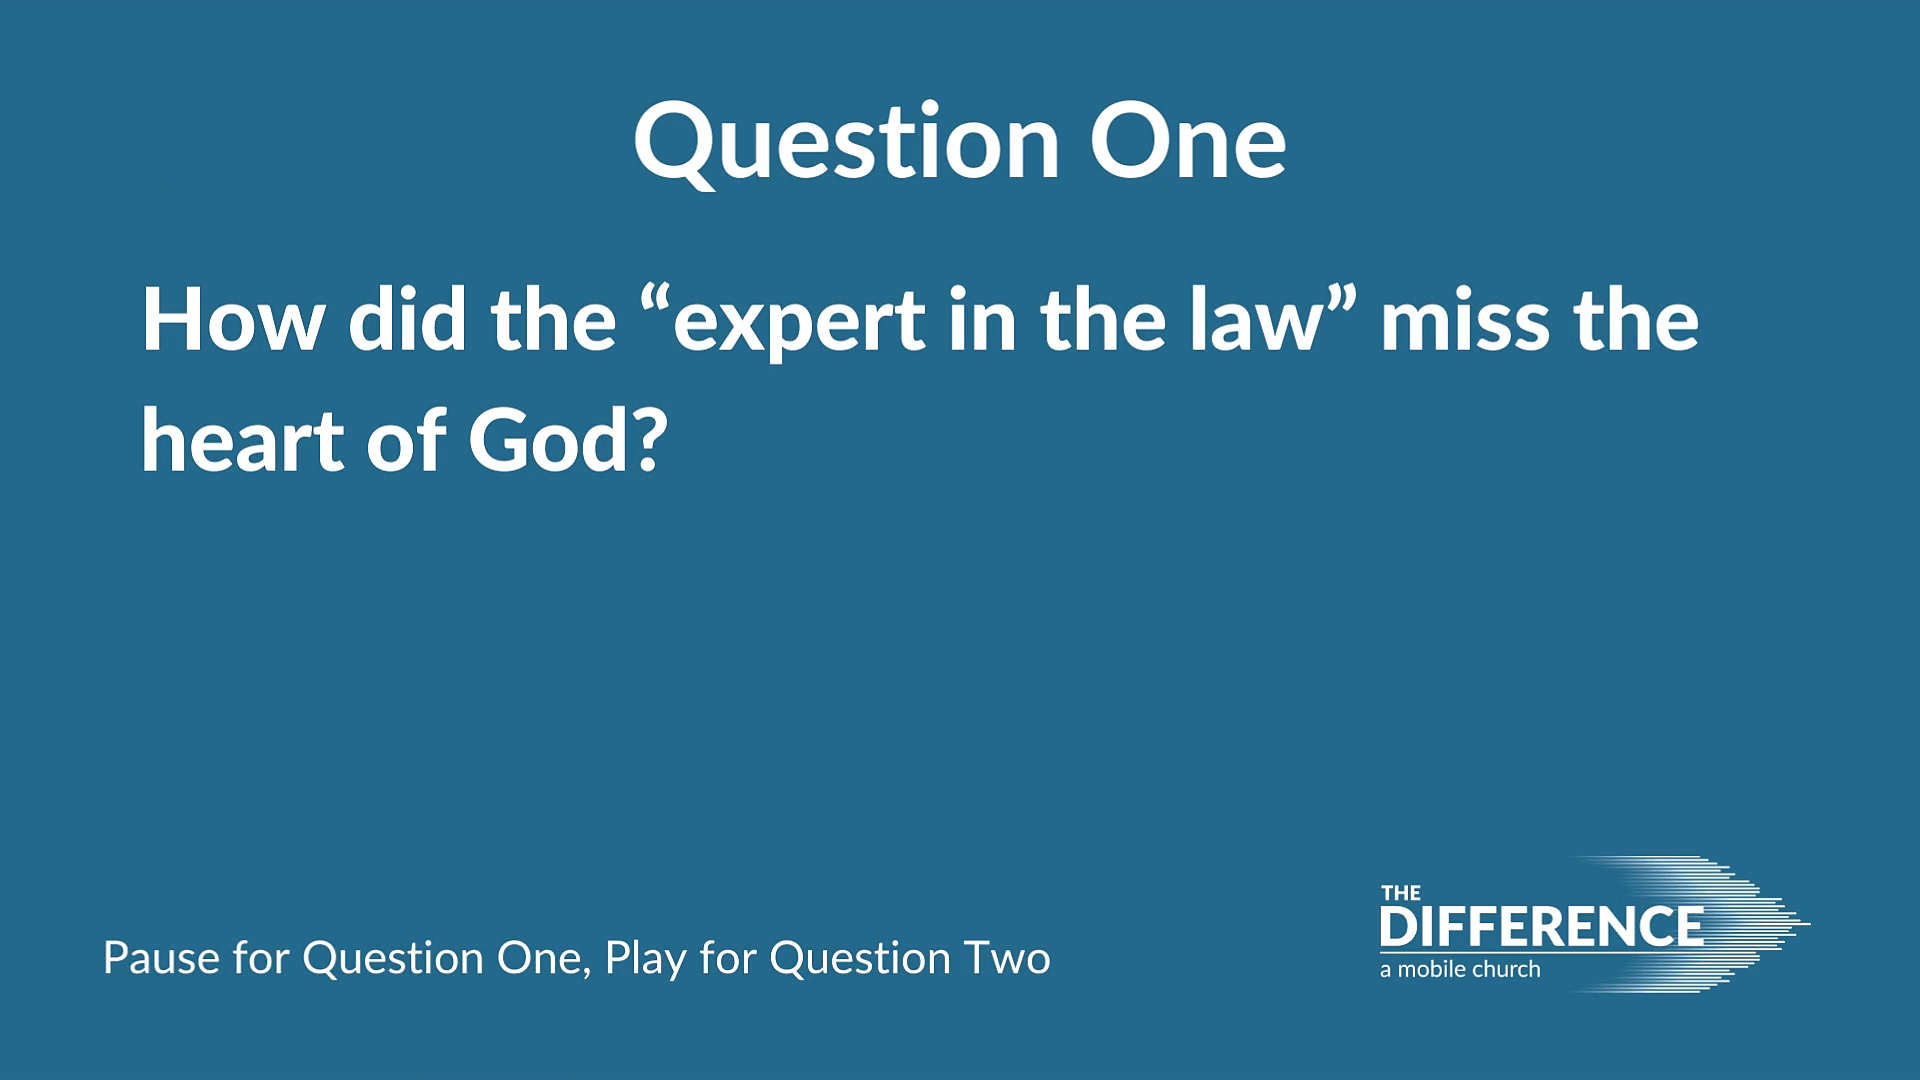 Question One
How did the “expert in the law” miss the
heart of God?
Pause for Question One, Play for Question Two
THE
DIFFERENCE
a mobile church